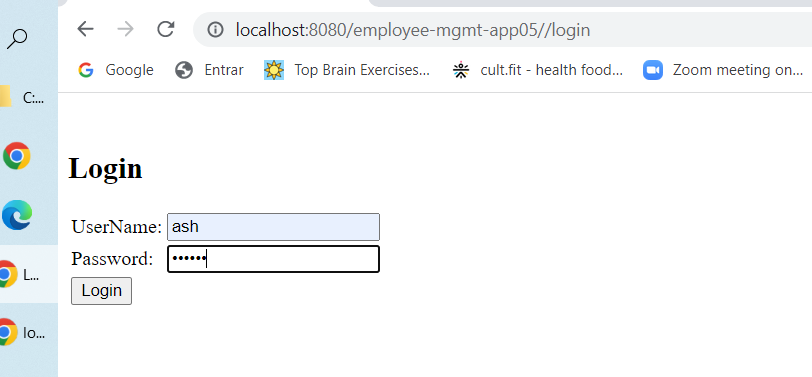 localhost:8080/employee-mgmt-app05//login
Google Entrar Top Brain Exercises... cult.fit - health food... Zoom meeting on...
C:...
Login
UserName: ash
Password: ••••••
Login
L...
Io...